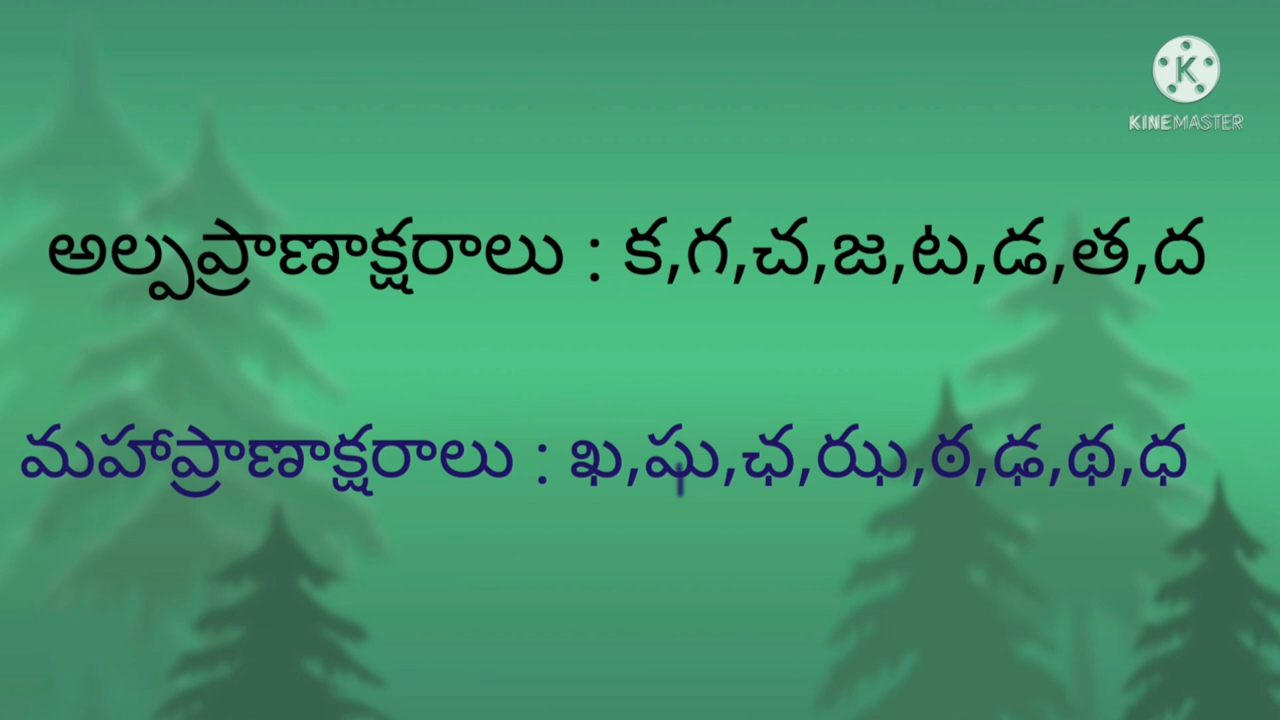 KINEMASTER
అల్పప్రాణాక్షరాలు : క,గ,చ,జ,ట,డ,త,ద
మహాప్రాణాక్షరాలు : ఖ,ఘ,ఛ,ఝ,ఠ,ఢ,థ,ధ